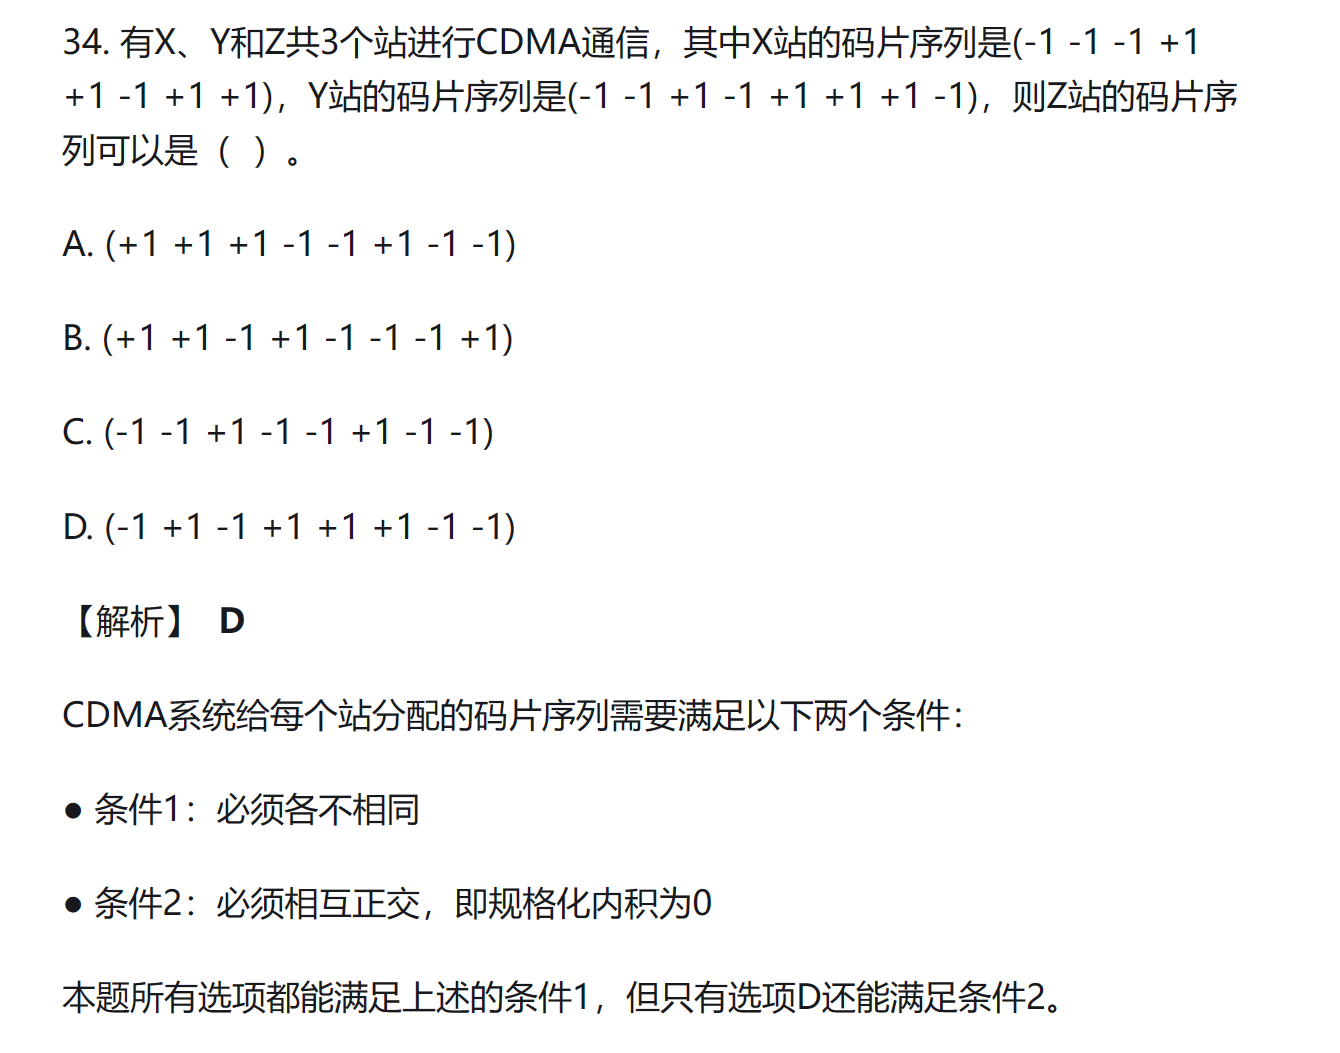 34. 有X、Y和Z共3个站进行CDMA通信，其中X站的码片序列是(-1 -1 -1 +1
+1 -1 +1 +1)，Y站的码片序列是(-1 -1 +1 -1 +1 +1 +1 -1)，则Z站的码片序
列可以是（  ）。
A. (+1 +1 +1 -1 -1 +1 -1 -1)
B. (+1 +1 -1 +1 -1 -1 -1 +1)
C. (-1 -1 +1 -1 -1 +1 -1 -1)
D. (-1 +1 -1 +1 +1 +1 -1 -1)
【解析】 D
CDMA系统给每个站分配的码片序列需要满足以下两个条件：
● 条件1：必须各不相同
● 条件2：必须相互正交，即规格化内积为0
本题所有选项都能满足上述的条件1，但只有选项D还能满足条件2。